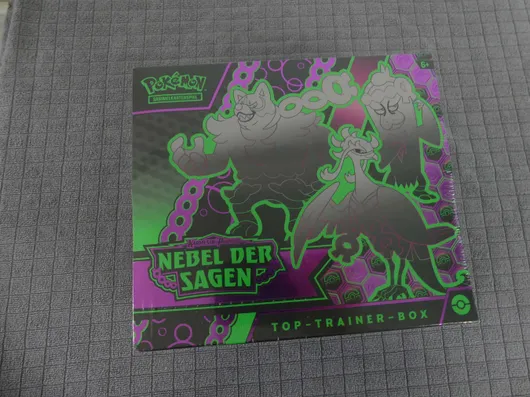 POKÉMON
6+
NEBEL DER
SAGEN
TOP-TRAINER-BOX